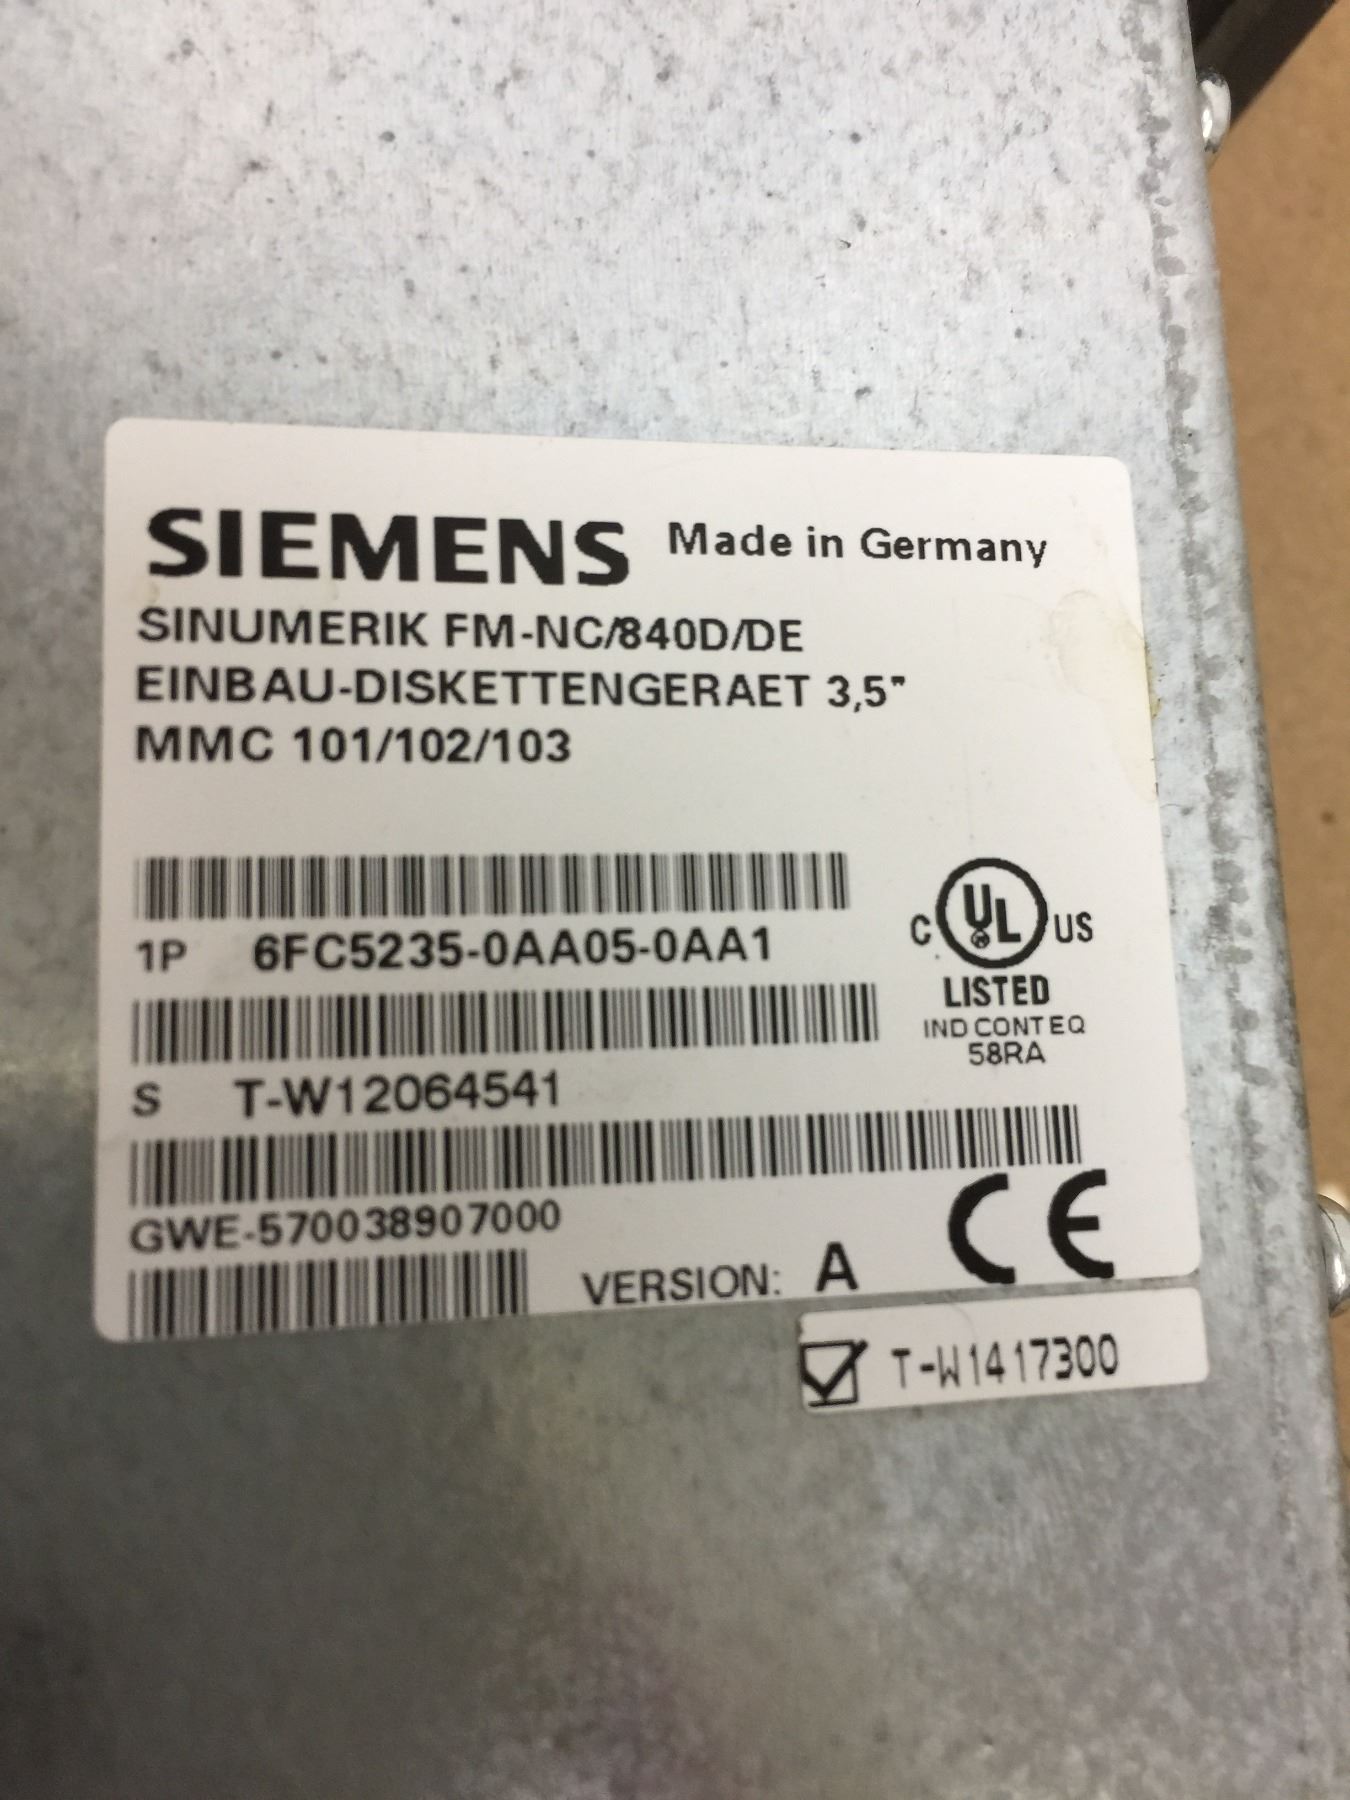 SIEMENS Made in Germany
SINUMERIK FM-NC/840D/DE
EINBAU-DISKETTENGERAET 3,5"
MMC 101/102/103
1P 6FC5235-0AA05-0AA1
C UL US
LISTED
IND CONT EQ
58RA
S T-W12064541
GWE-570038907000
VERSION: A CE
T-W1417300